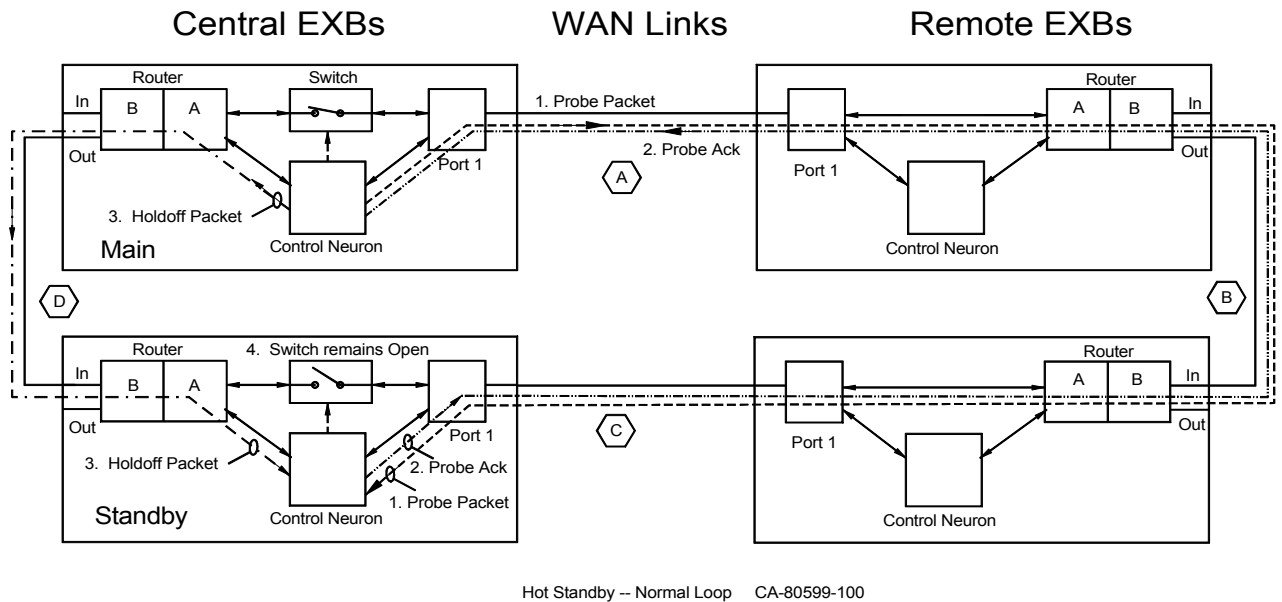 Central EXBs
WAN Links
Remote EXBs
Router
Switch
In
B
A
1. Probe Packet
Router
A
B
In
Out
Port 1
2. Probe Ack
A
Port 1
Out
3. Holdoff Packet
Main
Control Neuron
Control Neuron
D
B
Router
4. Switch remains Open
In
B
A
Router
A
B
In
Out
Port 1
C
Port 1
Out
3. Holdoff Packet
2. Probe Ack
1. Probe Packet
Standby
Control Neuron
Control Neuron
Hot Standby -- Normal Loop CA-80599-100